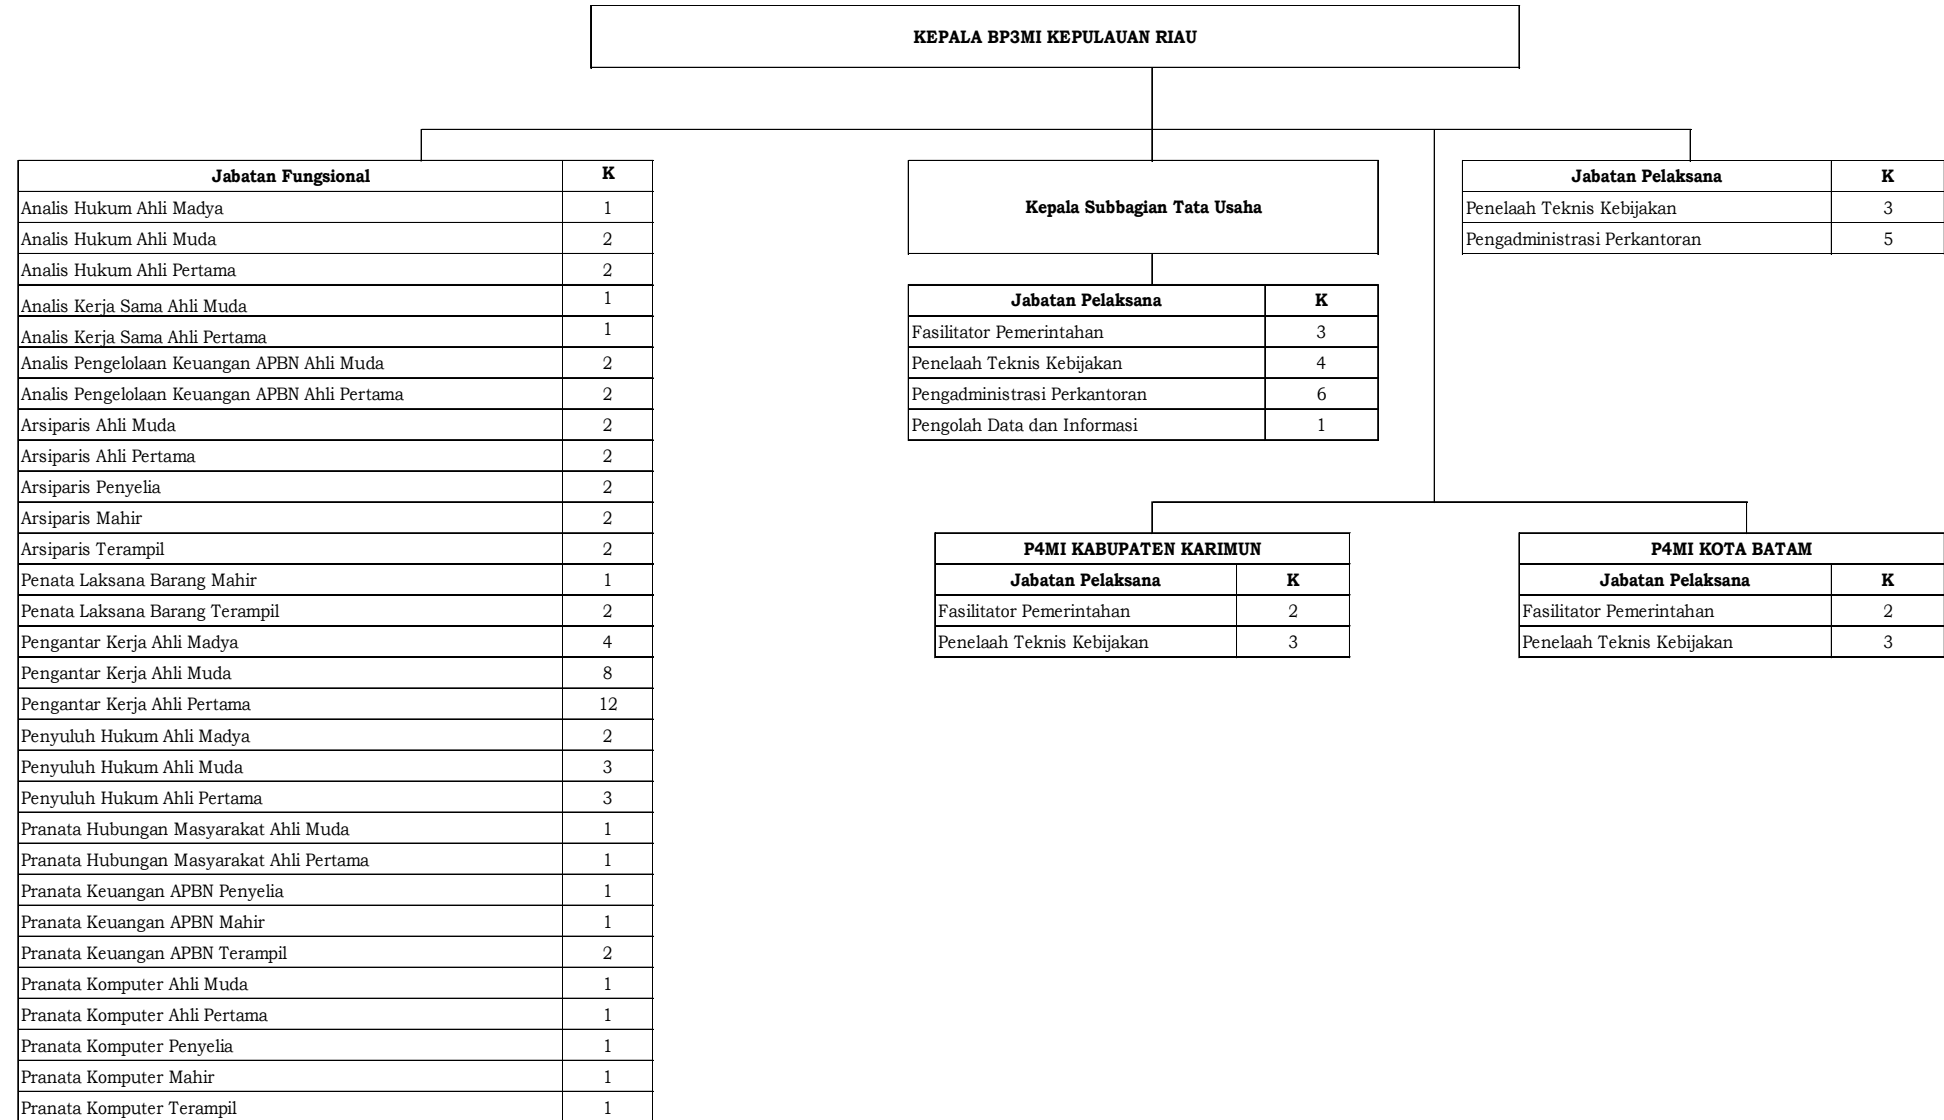 KEPALA BP3MI KEPULAUAN RIAU
Jabatan Fungsional K
Analis Hukum Ahli Madya 1
Analis Hukum Ahli Muda 2
Analis Hukum Ahli Pertama 2
Analis Kerja Sama Ahli Muda 1
Analis Kerja Sama Ahli Pertama 1
Analis Pengelolaan Keuangan APBN Ahli Muda 2
Analis Pengelolaan Keuangan APBN Ahli Pertama 2
Arsiparis Ahli Muda 2
Arsiparis Ahli Pertama 2
Arsiparis Penyelia 2
Arsiparis Mahir 2
Arsiparis Terampil 2
Penata Laksana Barang Mahir 1
Penata Laksana Barang Terampil 2
Pengantar Kerja Ahli Madya 4
Pengantar Kerja Ahli Muda 8
Pengantar Kerja Ahli Pertama 12
Penyuluh Hukum Ahli Madya 2
Penyuluh Hukum Ahli Muda 3
Penyuluh Hukum Ahli Pertama 3
Pranata Hubungan Masyarakat Ahli Muda 1
Pranata Hubungan Masyarakat Ahli Pertama 1
Pranata Keuangan APBN Penyelia 1
Pranata Keuangan APBN Mahir 1
Pranata Keuangan APBN Terampil 2
Pranata Komputer Ahli Muda 1
Pranata Komputer Ahli Pertama 1
Pranata Komputer Penyelia 1
Pranata Komputer Mahir 1
Pranata Komputer Terampil 1
Kepala Subbagian Tata Usaha
Jabatan Pelaksana K
Fasilitator Pemerintahan 3
Penelaah Teknis Kebijakan 4
Pengadministrasi Perkantoran 6
Pengolah Data dan Informasi 1
Jabatan Pelaksana K
Penelaah Teknis Kebijakan 3
Pengadministrasi Perkantoran 5
P4MI KABUPATEN KARIMUN
Jabatan Pelaksana K
Fasilitator Pemerintahan 2
Penelaah Teknis Kebijakan 3
P4MI KOTA BATAM
Jabatan Pelaksana K
Fasilitator Pemerintahan 2
Penelaah Teknis Kebijakan 3